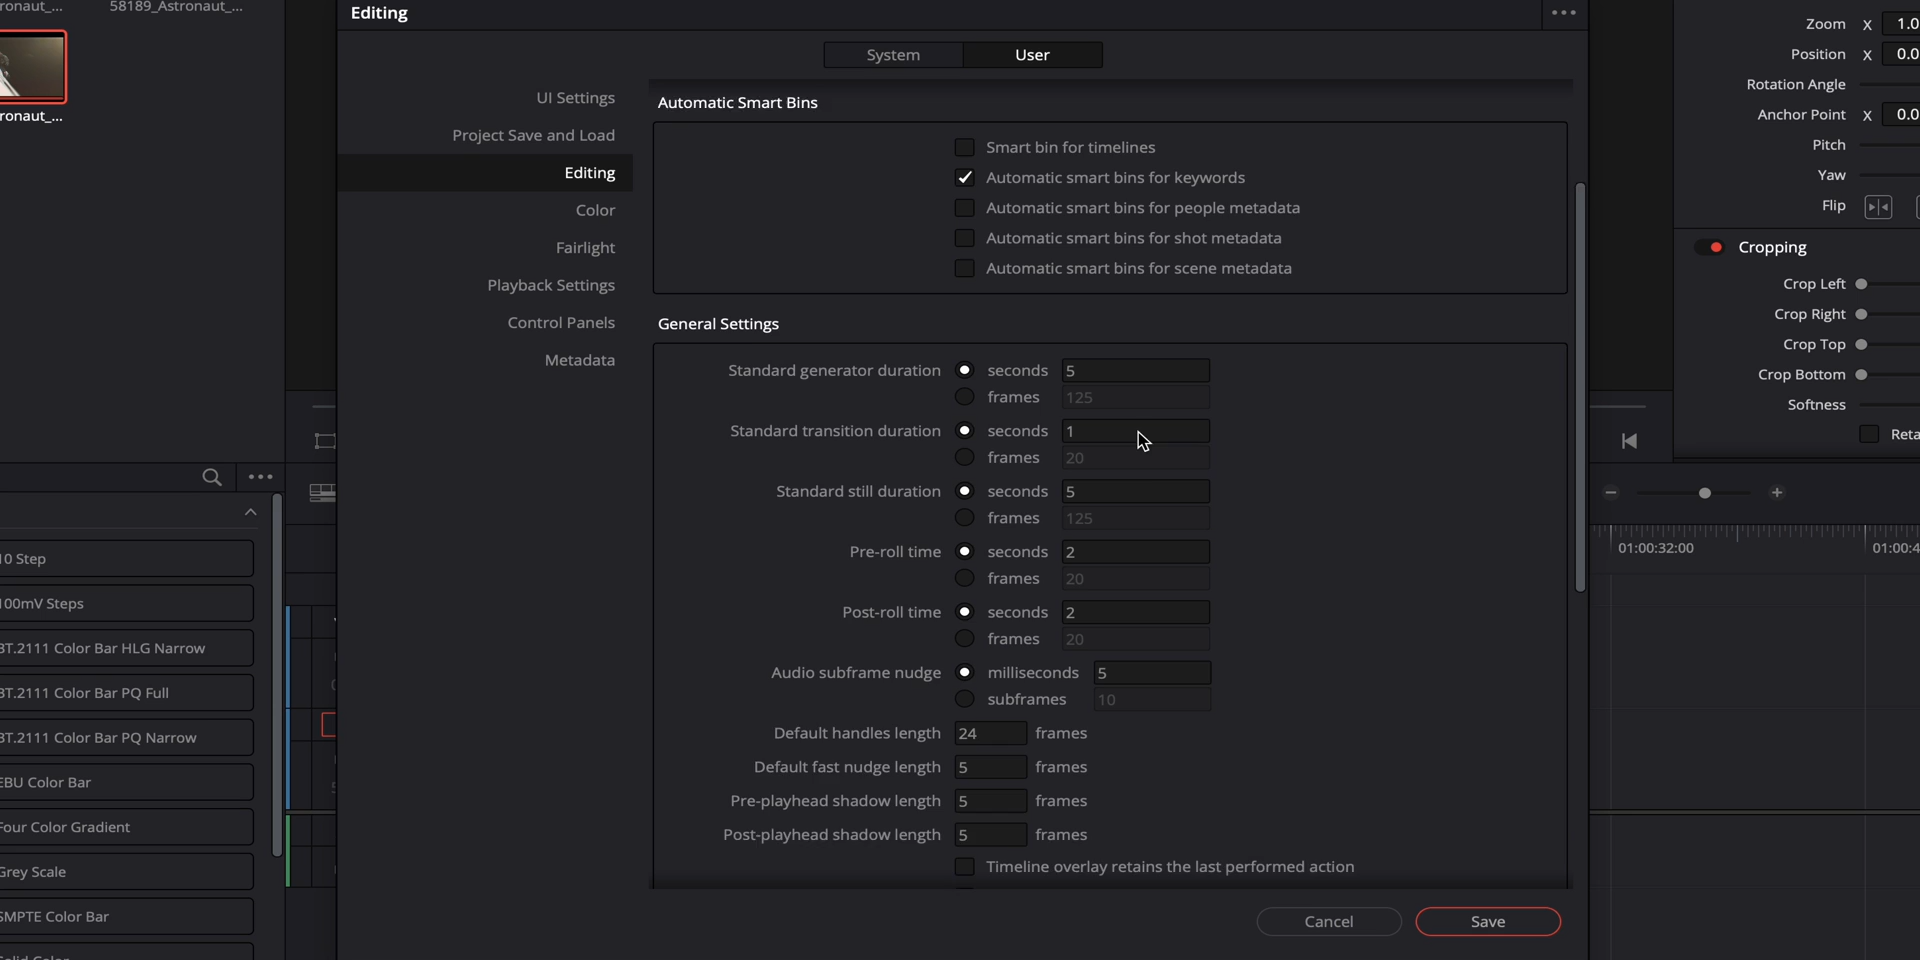 ronaut_...
58189_Astronaut_...
ronaut_...
Editing
System
User
UI Settings
Project Save and Load
Editing
Color
Fairlight
Playback Settings
Control Panels
Metadata
Automatic Smart Bins
Smart bin for timelines
Automatic smart bins for keywords
Automatic smart bins for people metadata
Automatic smart bins for shot metadata
Automatic smart bins for scene metadata
General Settings
Standard generator duration seconds 5
frames 125
Standard transition duration seconds 1
frames 20
Standard still duration seconds 5
frames 125
Pre-roll time seconds 2
frames 20
Post-roll time seconds 2
frames 20
Audio subframe nudge milliseconds 5
subframes 10
Default handles length 24 frames
Default fast nudge length 5 frames
Pre-playhead shadow length 5 frames
Post-playhead shadow length 5 frames
Timeline overlay retains the last performed action
Cancel
Save
10 Step
100mV Steps
BT.2111 Color Bar HLG Narrow
BT.2111 Color Bar PQ Full
BT.2111 Color Bar PQ Narrow
EBU Color Bar
Four Color Gradient
Grey Scale
SMPTE Color Bar
Zoom X 1.0
Position X 0.0
Rotation Angle
Anchor Point X 0.0
Pitch
Yaw
Flip
Cropping
Crop Left
Crop Right
Crop Top
Crop Bottom
Softness
Reta
01:00:32:00
01:00:4